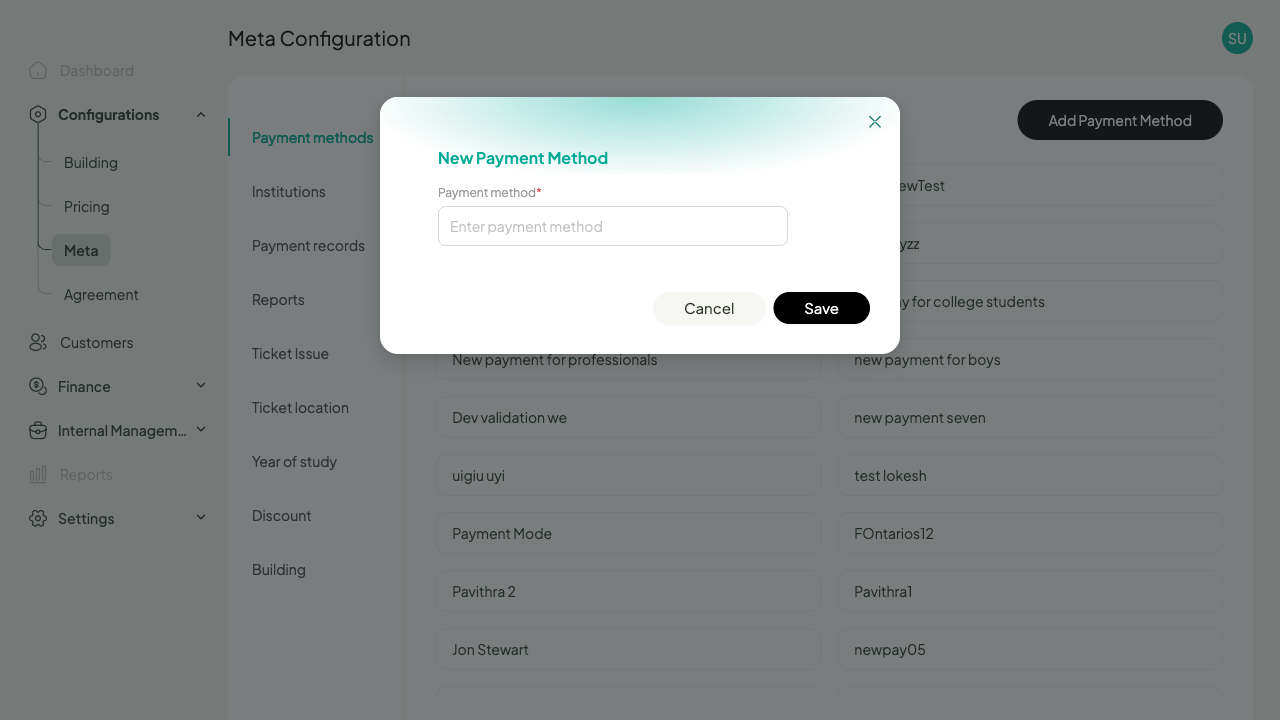 Meta Configuration
SU
Dashboard
Configurations
Building
Pricing
Meta
Agreement
Customers
Finance
Internal Managem...
Reports
Settings
Payment methods
Institutions
Payment records
Reports
Ticket Issue
Ticket location
Year of study
Discount
Building
Add Payment Method
New Payment Method
Payment method*
Enter payment method
Cancel
Save
for college students
New payment for professionals
new payment for boys
Dev validation we
new payment seven
uigiu uyi
test lokesh
Payment Mode
FOntarios12
Pavithra 2
Pavithra1
Jon Stewart
newpay05